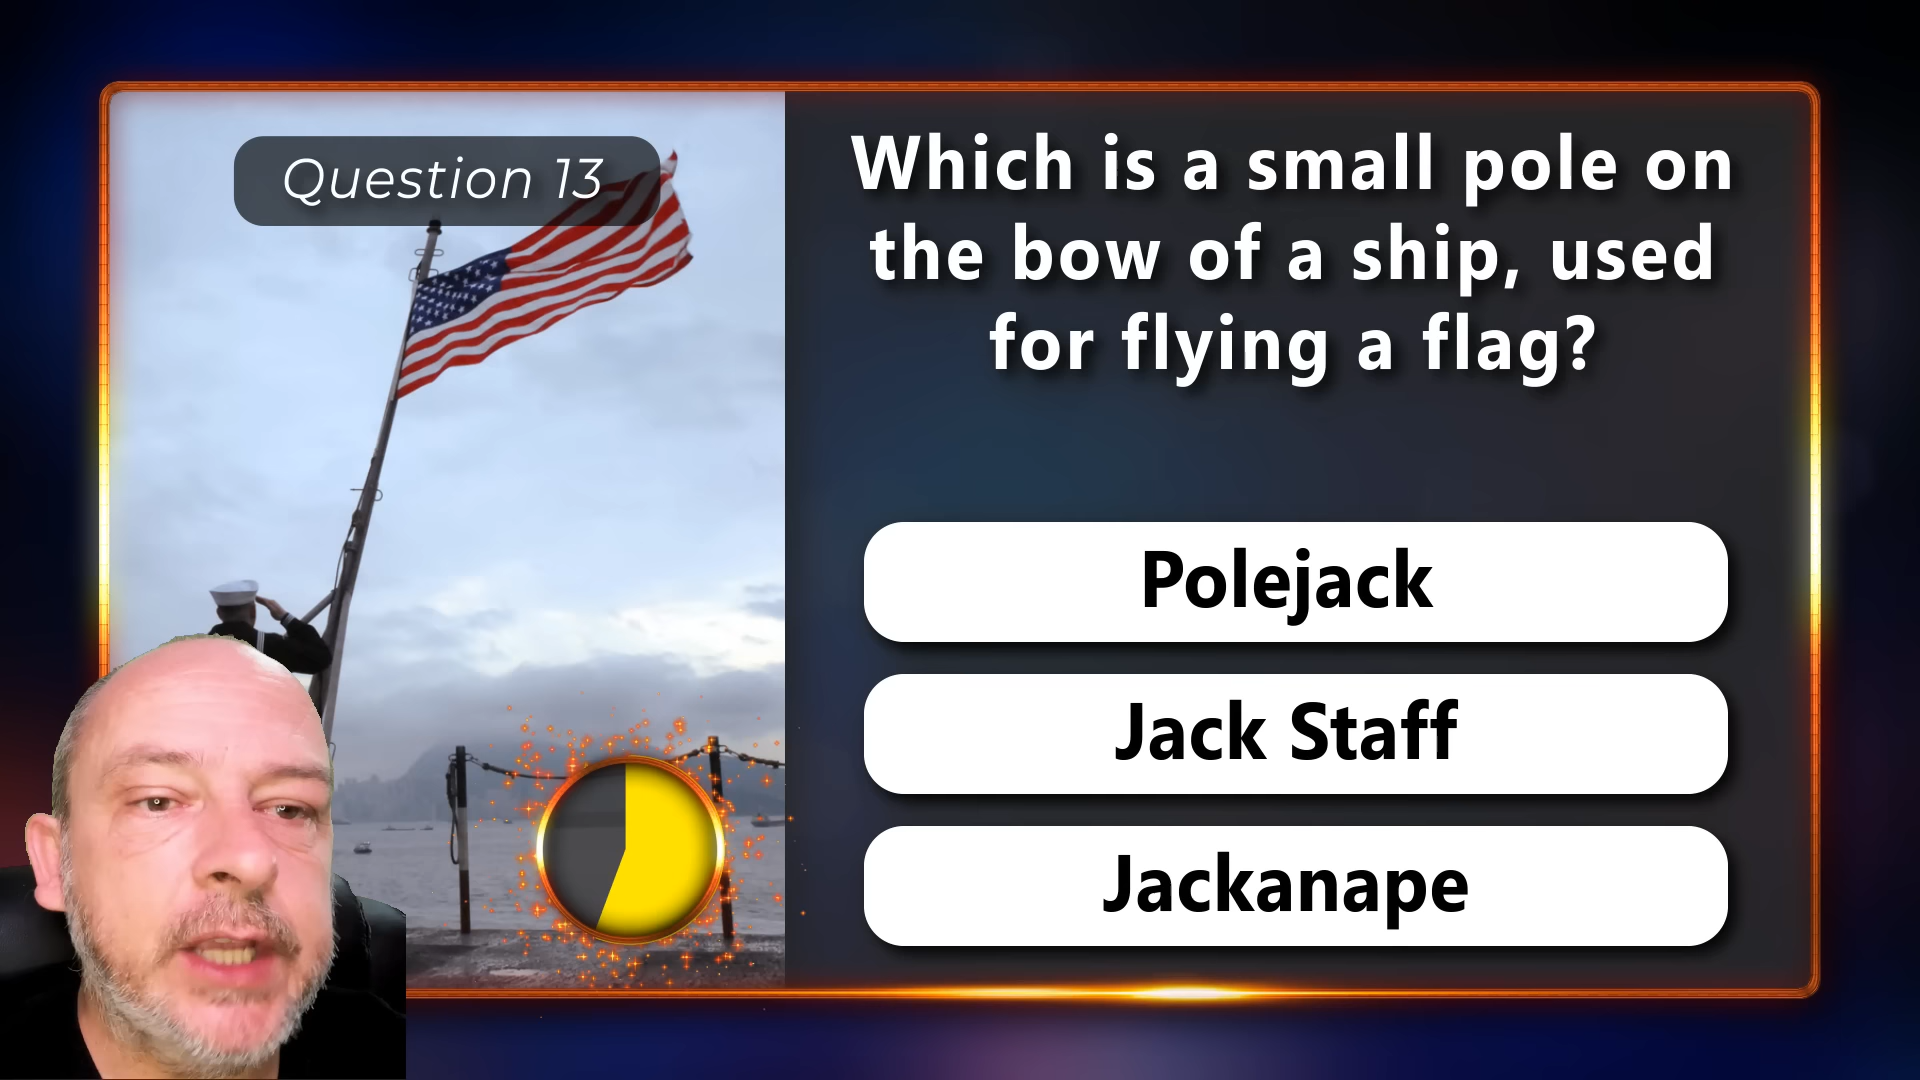 Question 13
Which is a small pole on
the bow of a ship, used
for flying a flag?
Polejack
Jack Staff
Jackanape